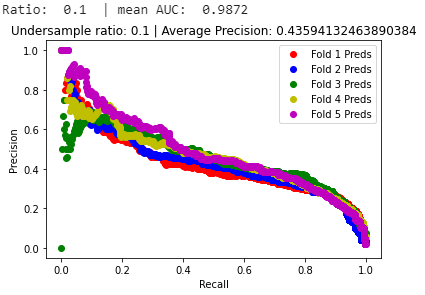 Ratio:  0.1  | mean AUC:  0.9872
Undersample ratio: 0.1 | Average Precision: 0.43594132463890384
1.0
0.8
0.6
0.4
0.2
0.0
Precision
Fold 1 Preds
Fold 2 Preds
Fold 3 Preds
Fold 4 Preds
Fold 5 Preds
0.0 0.2 0.4 0.6 0.8 1.0
Recall